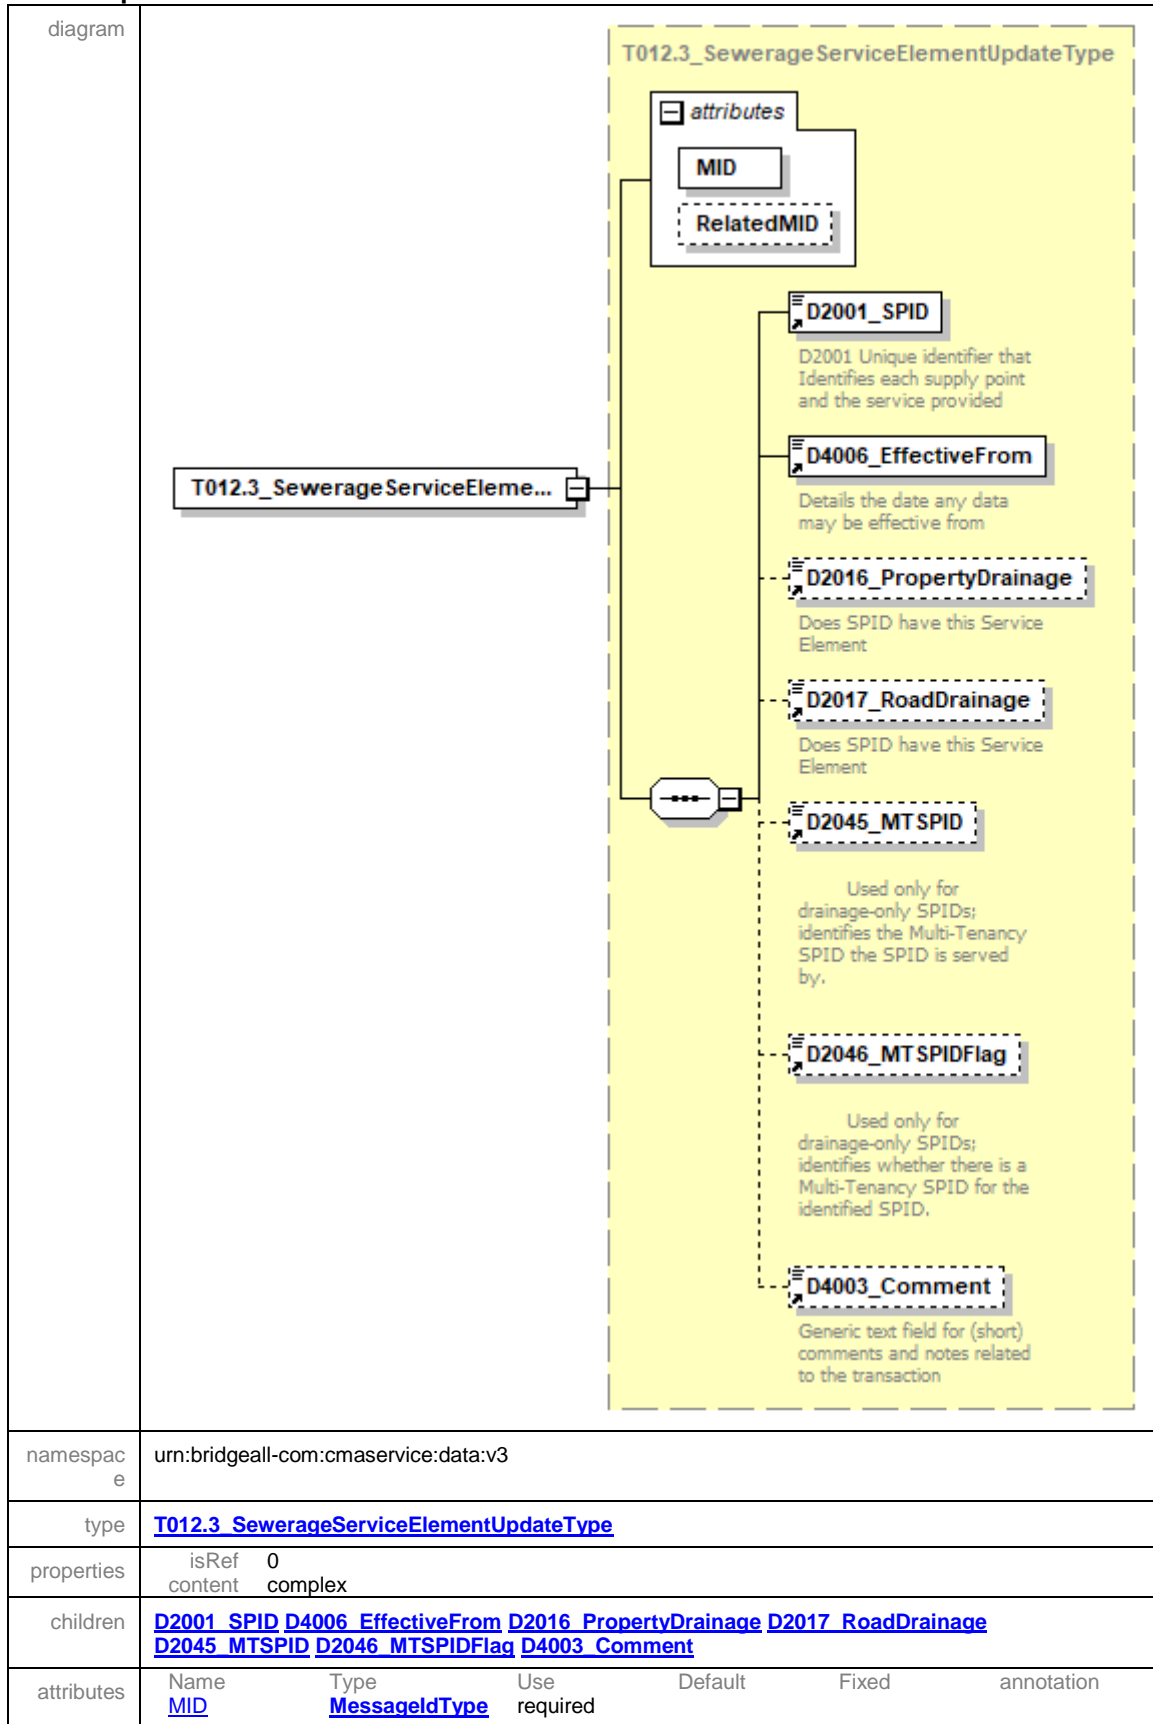 diagram
T012.3_SewerageServiceElementUpdateType
attributes
MID
RelatedMID
D2001_SPID
D2001 Unique identifier that
Identifies each supply point
and the service provided
D4006_EffectiveFrom
Details the date any data
may be effective from
T012.3_SewerageServiceEleme...
D2016_PropertyDrainage
Does SPID have this Service
Element
D2017_RoadDrainage
Does SPID have this Service
Element
D2045_MTSPID
Used only for
drainage-only SPIDs;
identifies the Multi-Tenancy
SPID the SPID is served
by.
D2046_MTSPIDFlag
Used only for
drainage-only SPIDs;
identifies whether there is a
Multi-Tenancy SPID for the
identified SPID.
D4003_Comment
Generic text field for (short)
comments and notes related
to the transaction
namespac
e
urn:bridgeall-com:cmaservice:data:v3
type
T012.3_SewerageServiceElementUpdateType
properties
isRef 0
content complex
children
D2001_SPID D4006_EffectiveFrom D2016_PropertyDrainage D2017_RoadDrainage
D2045_MTSPID D2046_MTSPIDFlag D4003_Comment
attributes
Name Type Use Default Fixed annotation
MID MessageIdType required